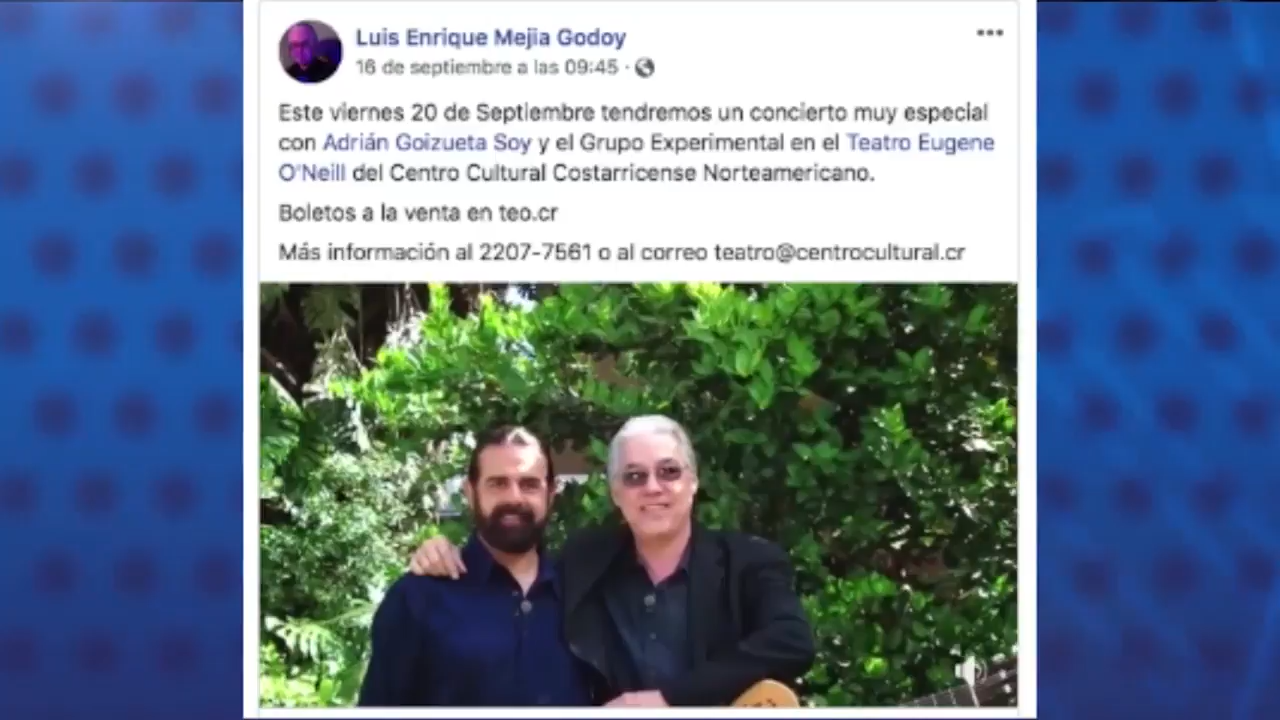 Luis Enrique Mejia Godoy
16 de septiembre a las 09:45 ·
Este viernes 20 de Septiembre tendremos un concierto muy especial
con Adrián Goizueta Soy y el Grupo Experimental en el Teatro Eugene
O'Neill del Centro Cultural Costarricense Norteamericano.
Boletos a la venta en teo.cr
Más información al 2207-7561 o al correo teatro@centrocultural.cr